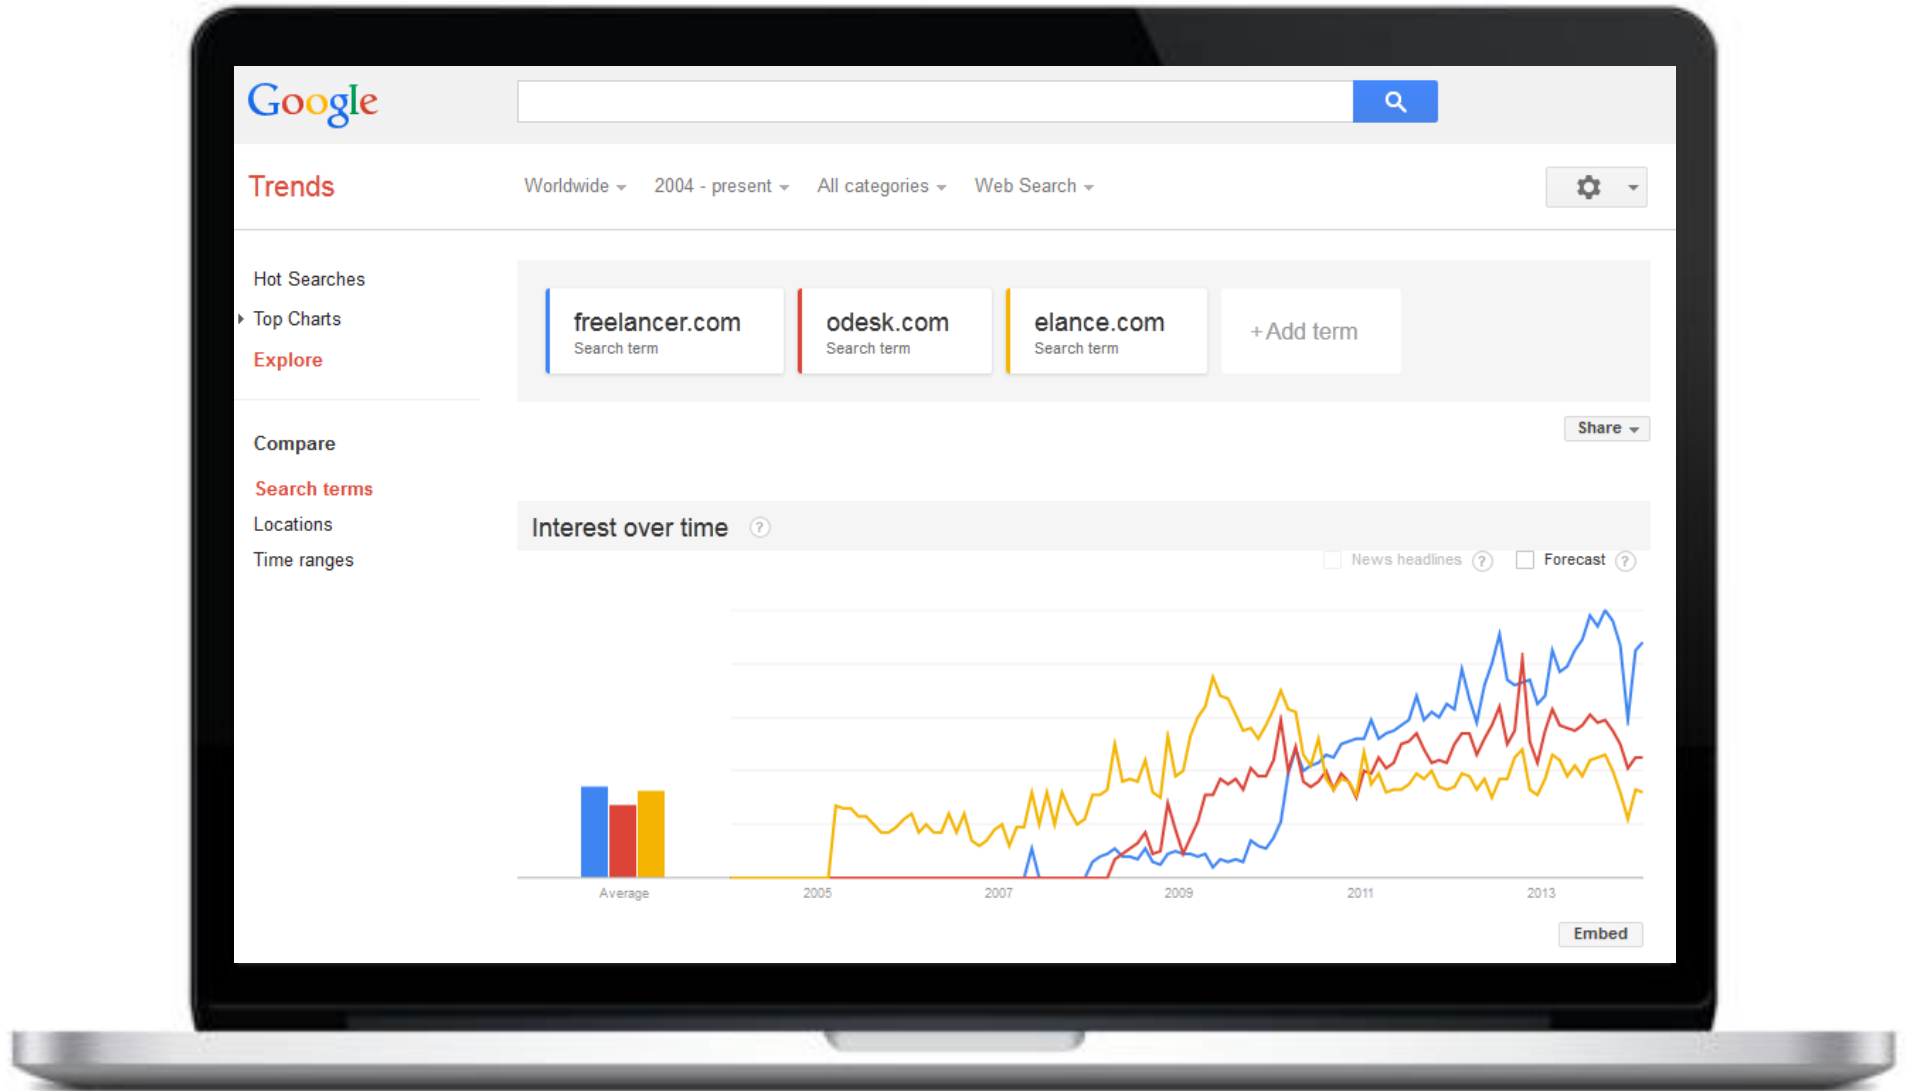 Google
Trends
Worldwide 2004 - present All categories Web Search
Hot Searches
Top Charts
Explore
Compare
Search terms
Locations
Time ranges
freelancer.com
Search term
odesk.com
Search term
elance.com
Search term
+Add term
Share
Interest over time ?
News headlines ? Forecast ?
Average 2005 2007 2009 2011 2013
Embed